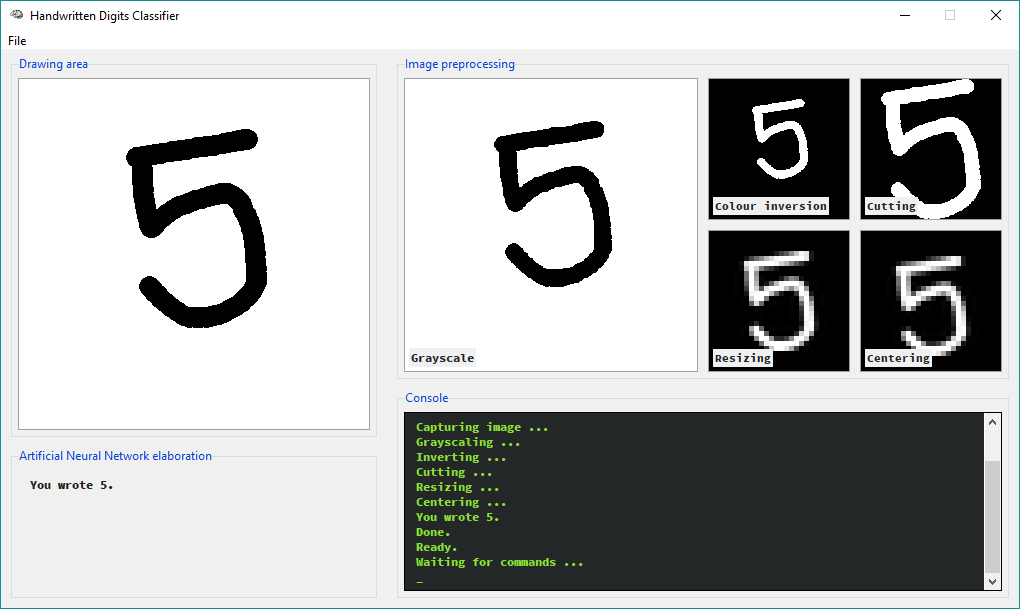 Handwritten Digits Classifier
File
Drawing area
5
Artificial Neural Network elaboration
You wrote 5.
Image preprocessing
5
Grayscale
5
Colour inversion
5
Cutting
5
Resizing
5
Centering
Console
Capturing image ...
Grayscaling ...
Inverting ...
Cutting ...
Resizing ...
Centering ...
You wrote 5.
Done.
Ready.
Waiting for commands ...
_